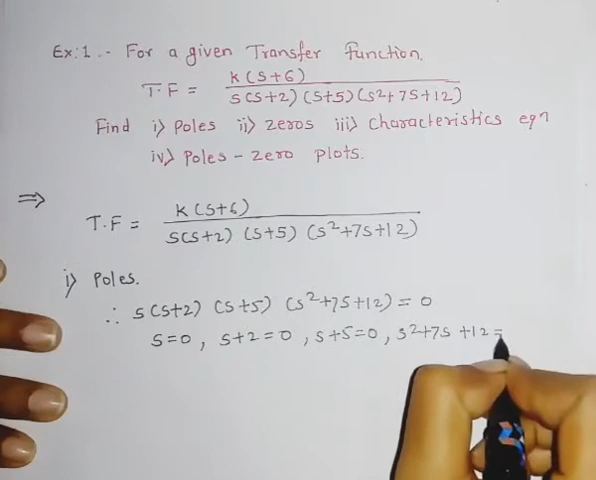 Ex:1.- For a given Transfer Function.
T.F = K(S+6)
S(S+2)(S+5)(S²+7S+12)
Find i) Poles ii) Zeros iii) Characteristics eqn
iv) Poles-zero plots.
⇒ T.F = K(S+6)
S(S+2) (S+5) (S²+7S+12)
i) Poles.
∴ S(S+2) (S+5) (S²+7S+12) = 0
S=0, S+2=0, S+5=0, S²+7S+12=